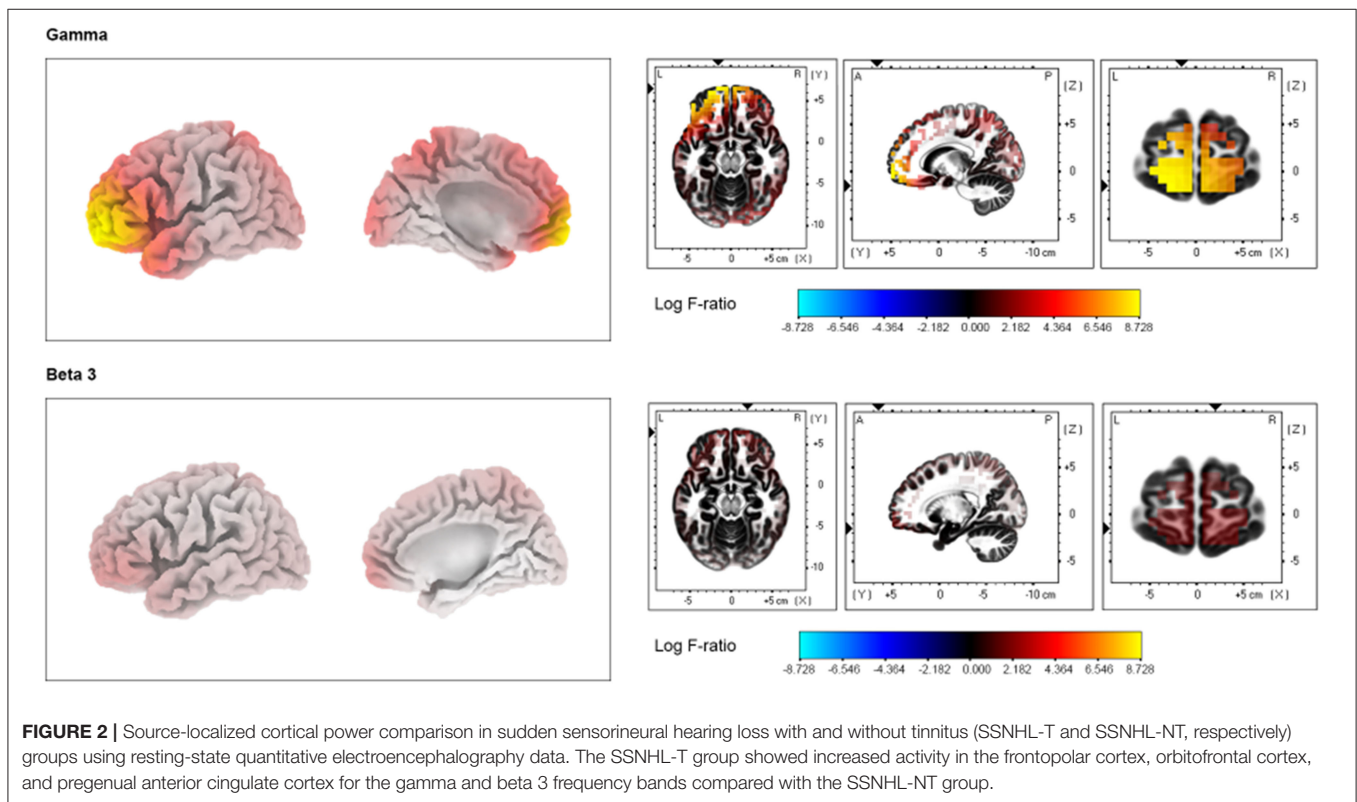 Gamma
L R (Y)
+5
0
-5
-10
-5 0 +5 cm (X)
A P
(Z)
+5
0
-5
(Y) +5 0 -5 -10 cm
L R
(Z)
+5
0
-5
-5 0 +5 cm (X)
Log F-ratio
-8.728 -6.546 -4.364 -2.182 0.000 2.182 4.364 6.546 8.728
Beta 3
L R (Y)
+5
0
-5
-10
-5 0 +5 cm (X)
A P
(Z)
+5
0
-5
(Y) +5 0 -5 -10 cm
L R
(Z)
+5
0
-5
-5 0 +5 cm (X)
Log F-ratio
-8.728 -6.546 -4.364 -2.182 0.000 2.182 4.364 6.546 8.728
FIGURE 2 | Source-localized cortical power comparison in sudden sensorineural hearing loss with and without tinnitus (SSNHL-T and SSNHL-NT, respectively)
groups using resting-state quantitative electroencephalography data. The SSNHL-T group showed increased activity in the frontopolar cortex, orbitofrontal cortex,
and pregenual anterior cingulate cortex for the gamma and beta 3 frequency bands compared with the SSNHL-NT group.